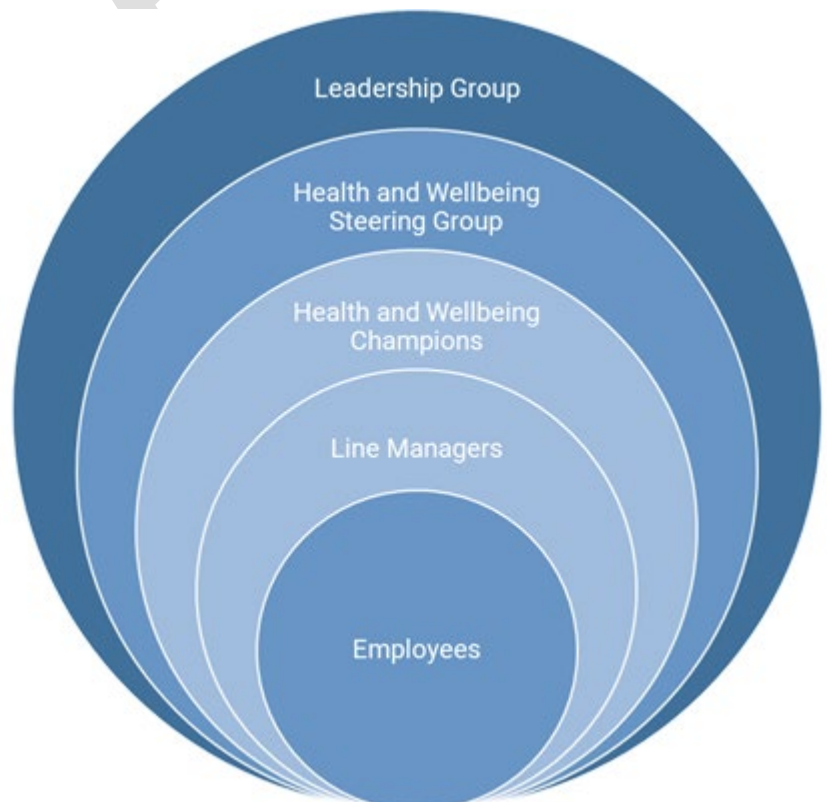 Leadership Group
Health and Wellbeing
Steering Group
Health and Wellbeing
Champions
Line Managers
Employees